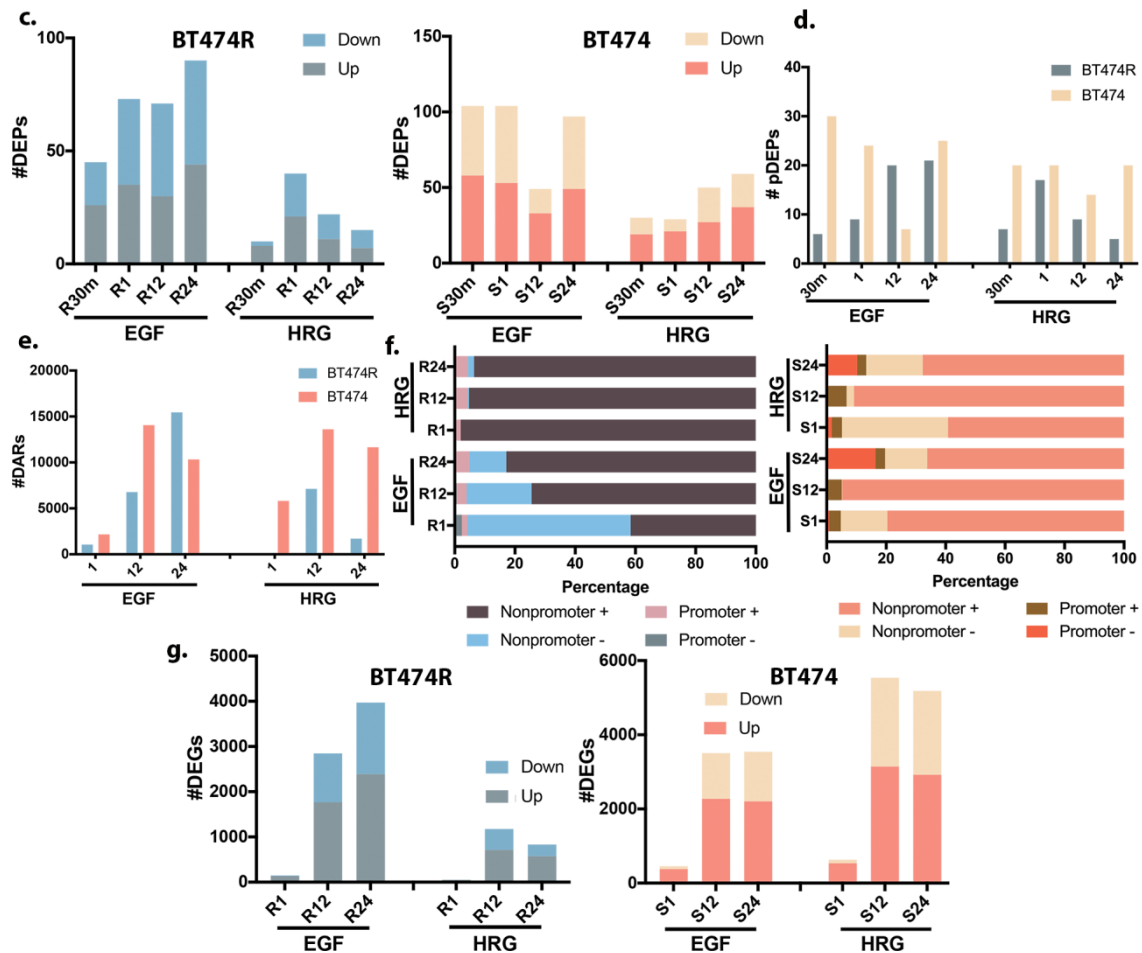 c.
BT474R
Down
Up
#DEPs
100
50
0
R30m R1 R12 R24 R30m R1 R12 R24
EGF HRG
BT474
Down
Up
#DEPs
150
100
50
0
S30m S1 S12 S24 S30m S1 S12 S24
EGF HRG
d.
BT474R
BT474
# pDEPs
40
30
20
10
0
30m 1 12 24 30m 1 12 24
EGF HRG
e.
BT474R
BT474
#DARs
20000
15000
10000
5000
0
1 12 24 1 12 24
EGF HRG
f.
HRG
R24
R12
R1
EGF
R24
R12
R1
0 20 40 60 80 100
Percentage
Nonpromoter + Promoter +
Nonpromoter - Promoter -
HRG
S24
S12
S1
EGF
S24
S12
S1
0 20 40 60 80 100
Percentage
Nonpromoter + Promoter +
Nonpromoter - Promoter -
g.
BT474R
Down
Up
#DEGs
5000
4000
3000
2000
1000
0
R1 R12 R24 R1 R12 R24
EGF HRG
BT474
Down
Up
#DEGs
6000
4000
2000
0
S1 S12 S24 S1 S12 S24
EGF HRG